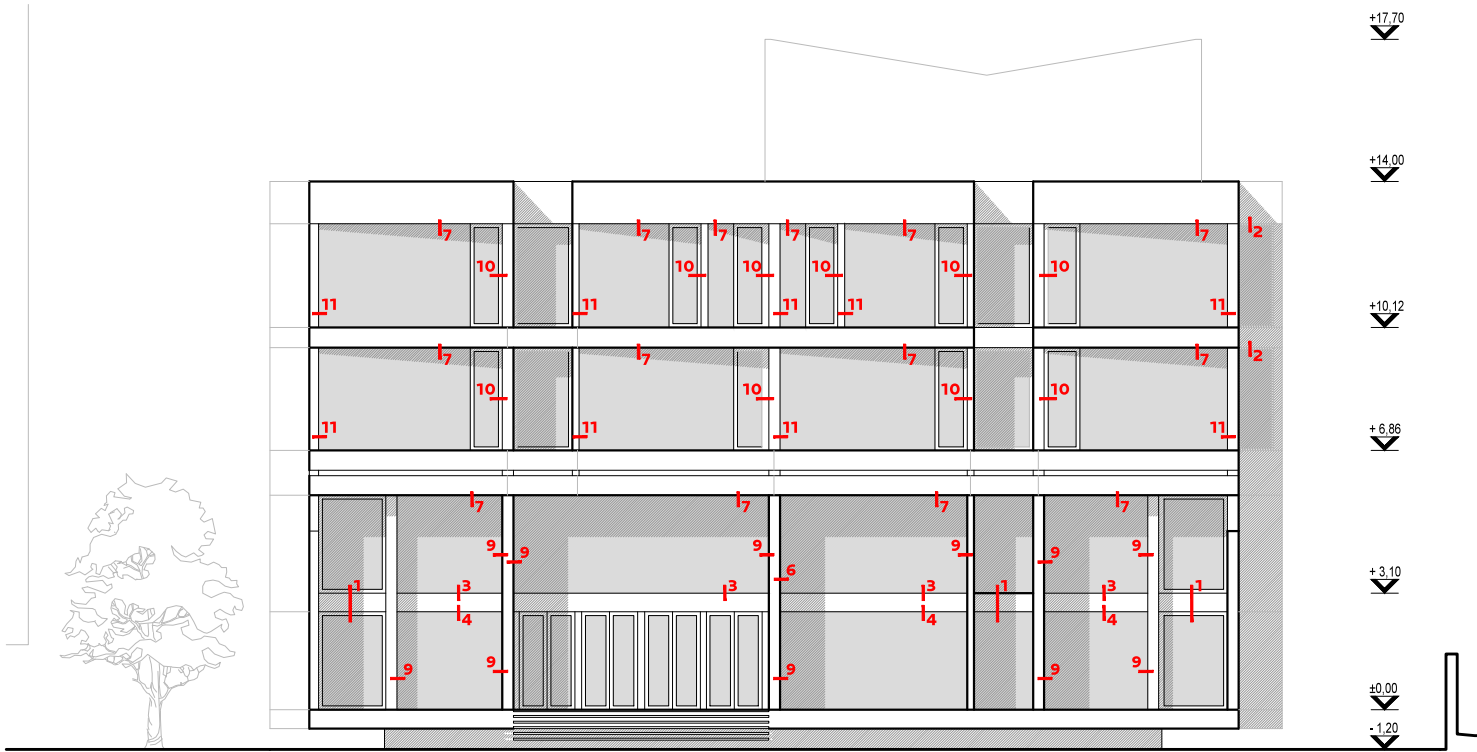 +17,70
+14,00
7 7 7 7 7 7 2
10 10 10 10 10 10
+10,12
11 11 11 11 11
7 7 7 7 2
10 10 10 10
11 11 11 11
+ 6,86
7 7 7 7
9 9 9 9 9 9
6
1 3 3 3 1 3 1
+ 3,10
4 4 4
9 9 9 9 9 9
±0,00
- 1,20